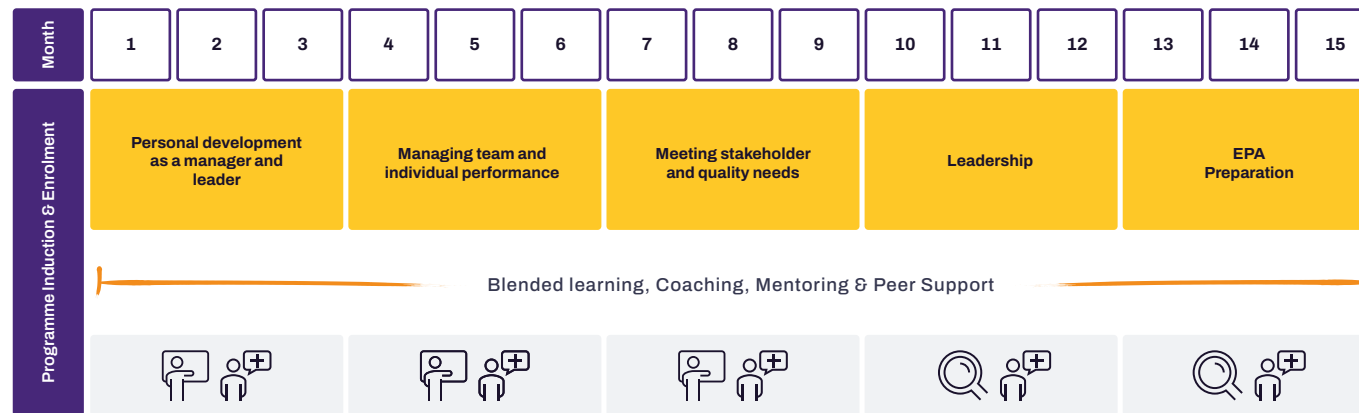 Month
1
2
3
4
5
6
7
8
9
10
11
12
13
14
15
Programme Induction & Enrolment
Personal development
as a manager and
leader
Managing team and
individual performance
Meeting stakeholder
and quality needs
Leadership
EPA
Preparation
Blended learning, Coaching, Mentoring & Peer Support